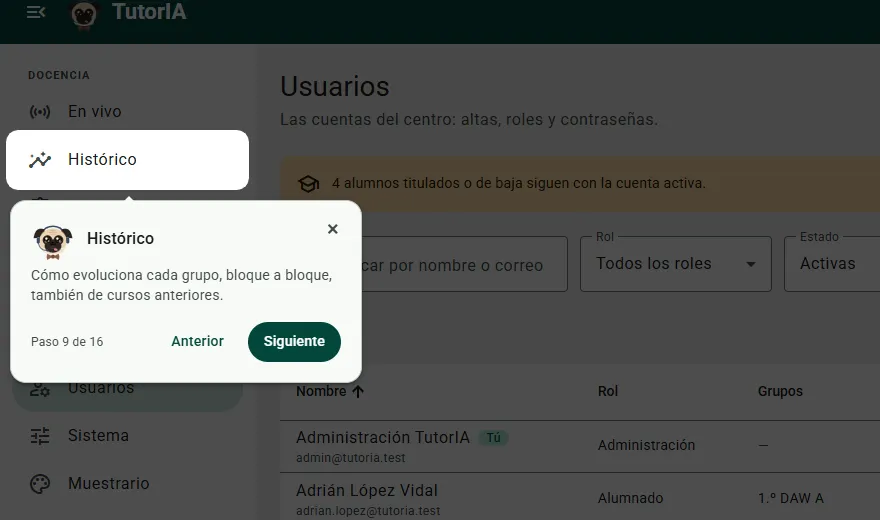 TutorIA
DOCENCIA
En vivo
Histórico
Histórico
Cómo evoluciona cada grupo, bloque a bloque,
también de cursos anteriores.
Paso 9 de 16
Anterior
Siguiente
Usuarios
Sistema
Muestrario
Usuarios
Las cuentas del centro: altas, roles y contraseñas.
4 alumnos titulados o de baja siguen con la cuenta activa.
por nombre o correo
Rol
Todos los roles
Estado
Activas
Nombre
Rol
Grupos
Administración TutorIA Tú
admin@tutoria.test
Administración
—
Adrián López Vidal
adrian.lopez@tutoria.test
Alumnado
1.º DAW A